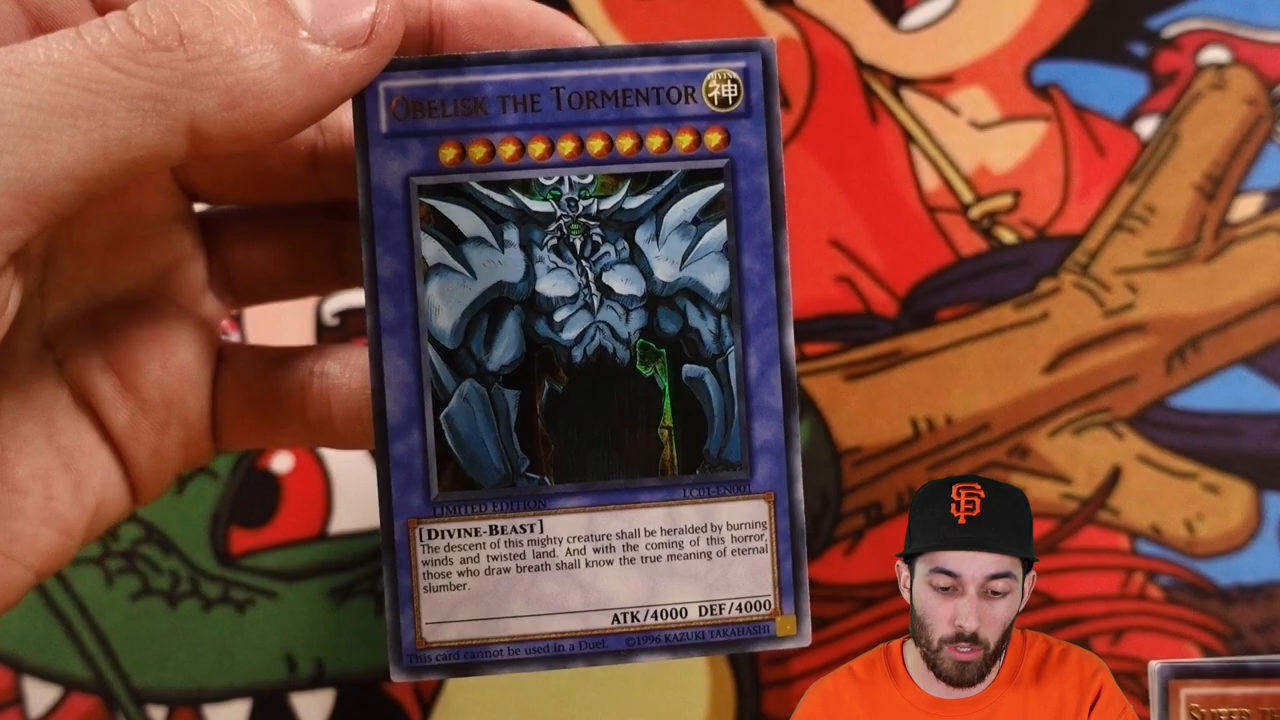 OBELISK THE TORMENTOR
DIVINE
神
LIMITED EDITION
LC01-EN001
[DIVINE-BEAST]
The descent of this mighty creature shall be heralded by burning
winds and twisted land. And with the coming of this horror,
those who draw breath shall know the true meaning of eternal
slumber.
ATK/4000 DEF/4000
This card cannot be used in a Duel.
©1996 KAZUKI TAKAHASHI
SF